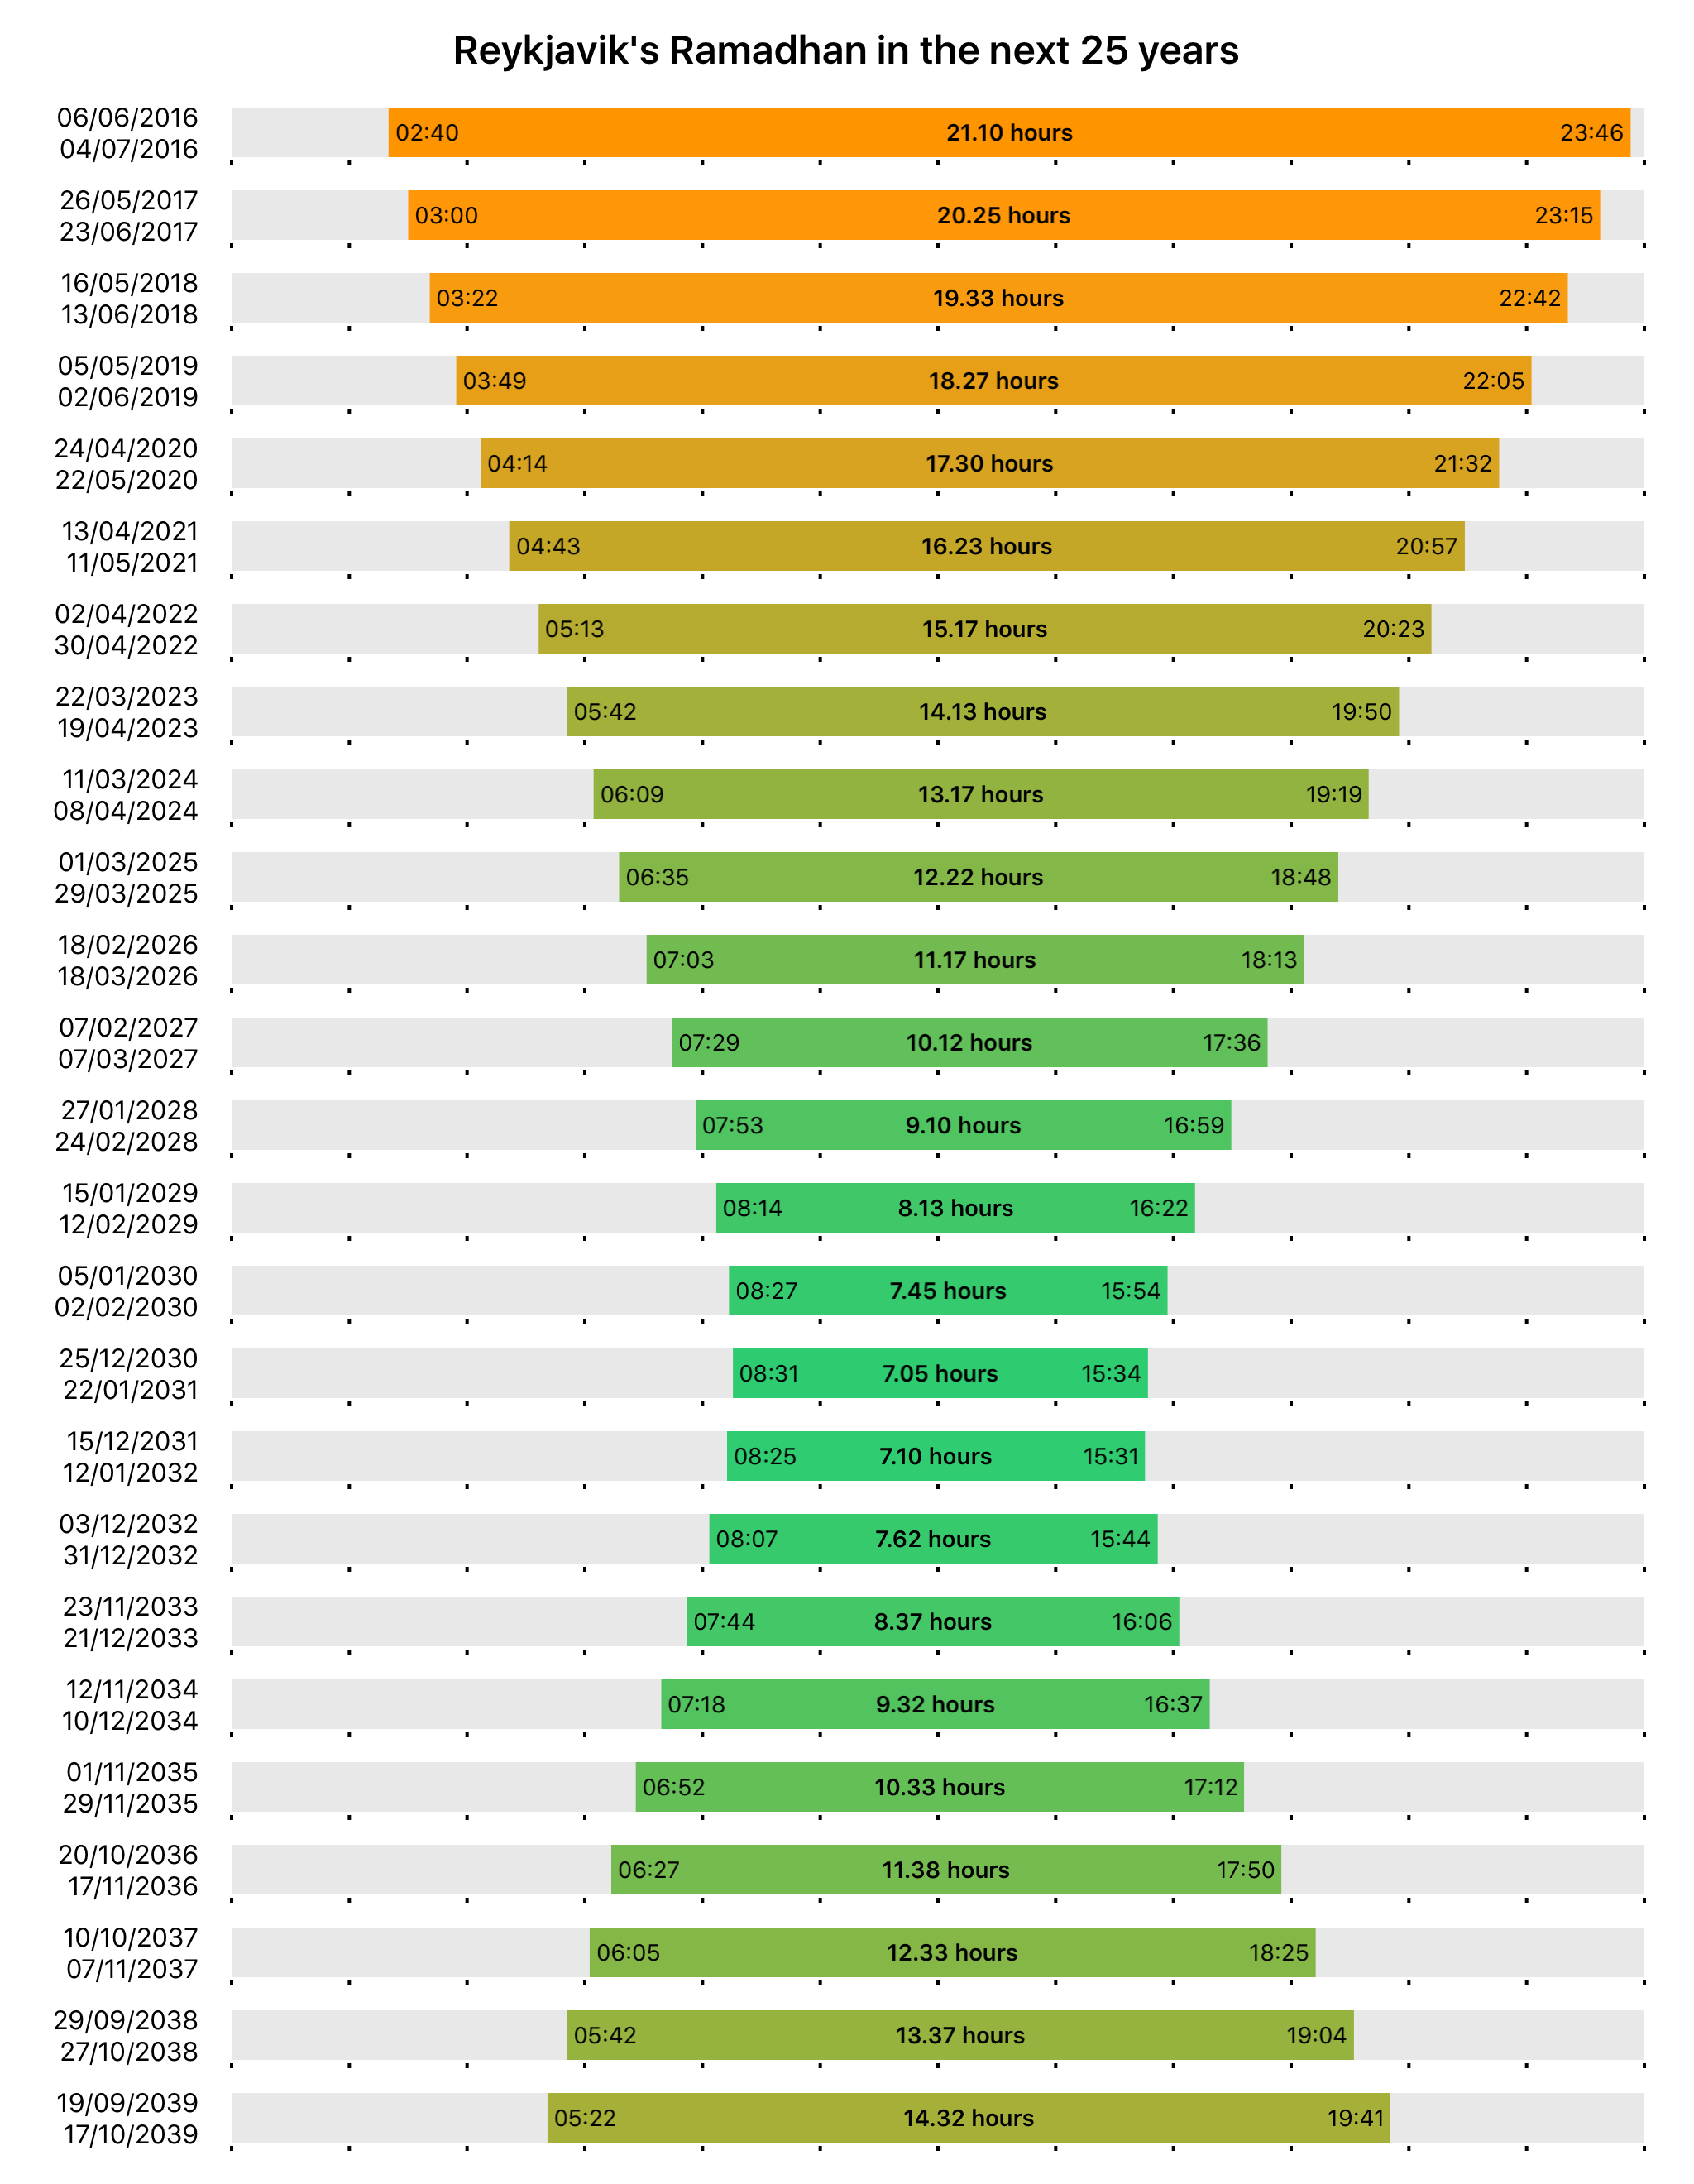 Reykjavik's Ramadhan in the next 25 years
06/06/2016
04/07/2016
02:40 21.10 hours 23:46
26/05/2017
23/06/2017
03:00 20.25 hours 23:15
16/05/2018
13/06/2018
03:22 19.33 hours 22:42
05/05/2019
02/06/2019
03:49 18.27 hours 22:05
24/04/2020
22/05/2020
04:14 17.30 hours 21:32
13/04/2021
11/05/2021
04:43 16.23 hours 20:57
02/04/2022
30/04/2022
05:13 15.17 hours 20:23
22/03/2023
19/04/2023
05:42 14.13 hours 19:50
11/03/2024
08/04/2024
06:09 13.17 hours 19:19
01/03/2025
29/03/2025
06:35 12.22 hours 18:48
18/02/2026
18/03/2026
07:03 11.17 hours 18:13
07/02/2027
07/03/2027
07:29 10.12 hours 17:36
27/01/2028
24/02/2028
07:53 9.10 hours 16:59
15/01/2029
12/02/2029
08:14 8.13 hours 16:22
05/01/2030
02/02/2030
08:27 7.45 hours 15:54
25/12/2030
22/01/2031
08:31 7.05 hours 15:34
15/12/2031
12/01/2032
08:25 7.10 hours 15:31
03/12/2032
31/12/2032
08:07 7.62 hours 15:44
23/11/2033
21/12/2033
07:44 8.37 hours 16:06
12/11/2034
10/12/2034
07:18 9.32 hours 16:37
01/11/2035
29/11/2035
06:52 10.33 hours 17:12
20/10/2036
17/11/2036
06:27 11.38 hours 17:50
10/10/2037
07/11/2037
06:05 12.33 hours 18:25
29/09/2038
27/10/2038
05:42 13.37 hours 19:04
19/09/2039
17/10/2039
05:22 14.32 hours 19:41